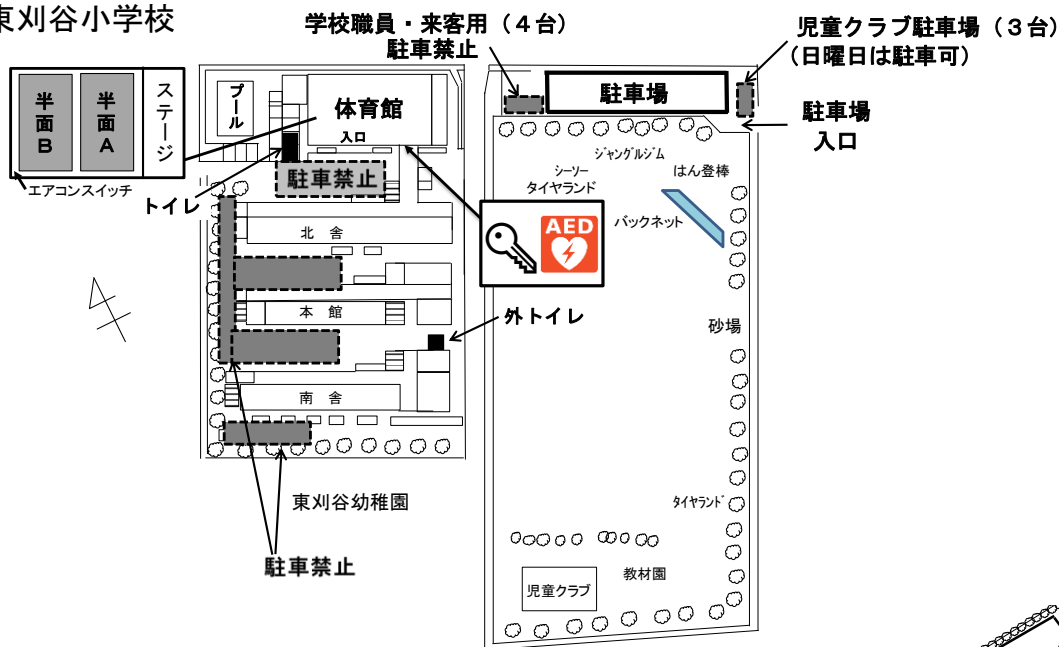 東刈谷小学校
学校職員・来客用（４台）
駐車禁止
児童クラブ駐車場（３台）
（日曜日は駐車可）
駐車場
入口
駐車場
半面B
半面A
ステージ
エアコンスイッチ
プール
体育館
入口
トイレ
駐車禁止
北　舎
AED
本　館
外トイレ
南　舎
東刈谷幼稚園
駐車禁止
ジャングルジム
シーソー
タイヤランド
はん登棒
バックネット
砂場
タイヤランド
教材園
児童クラブ